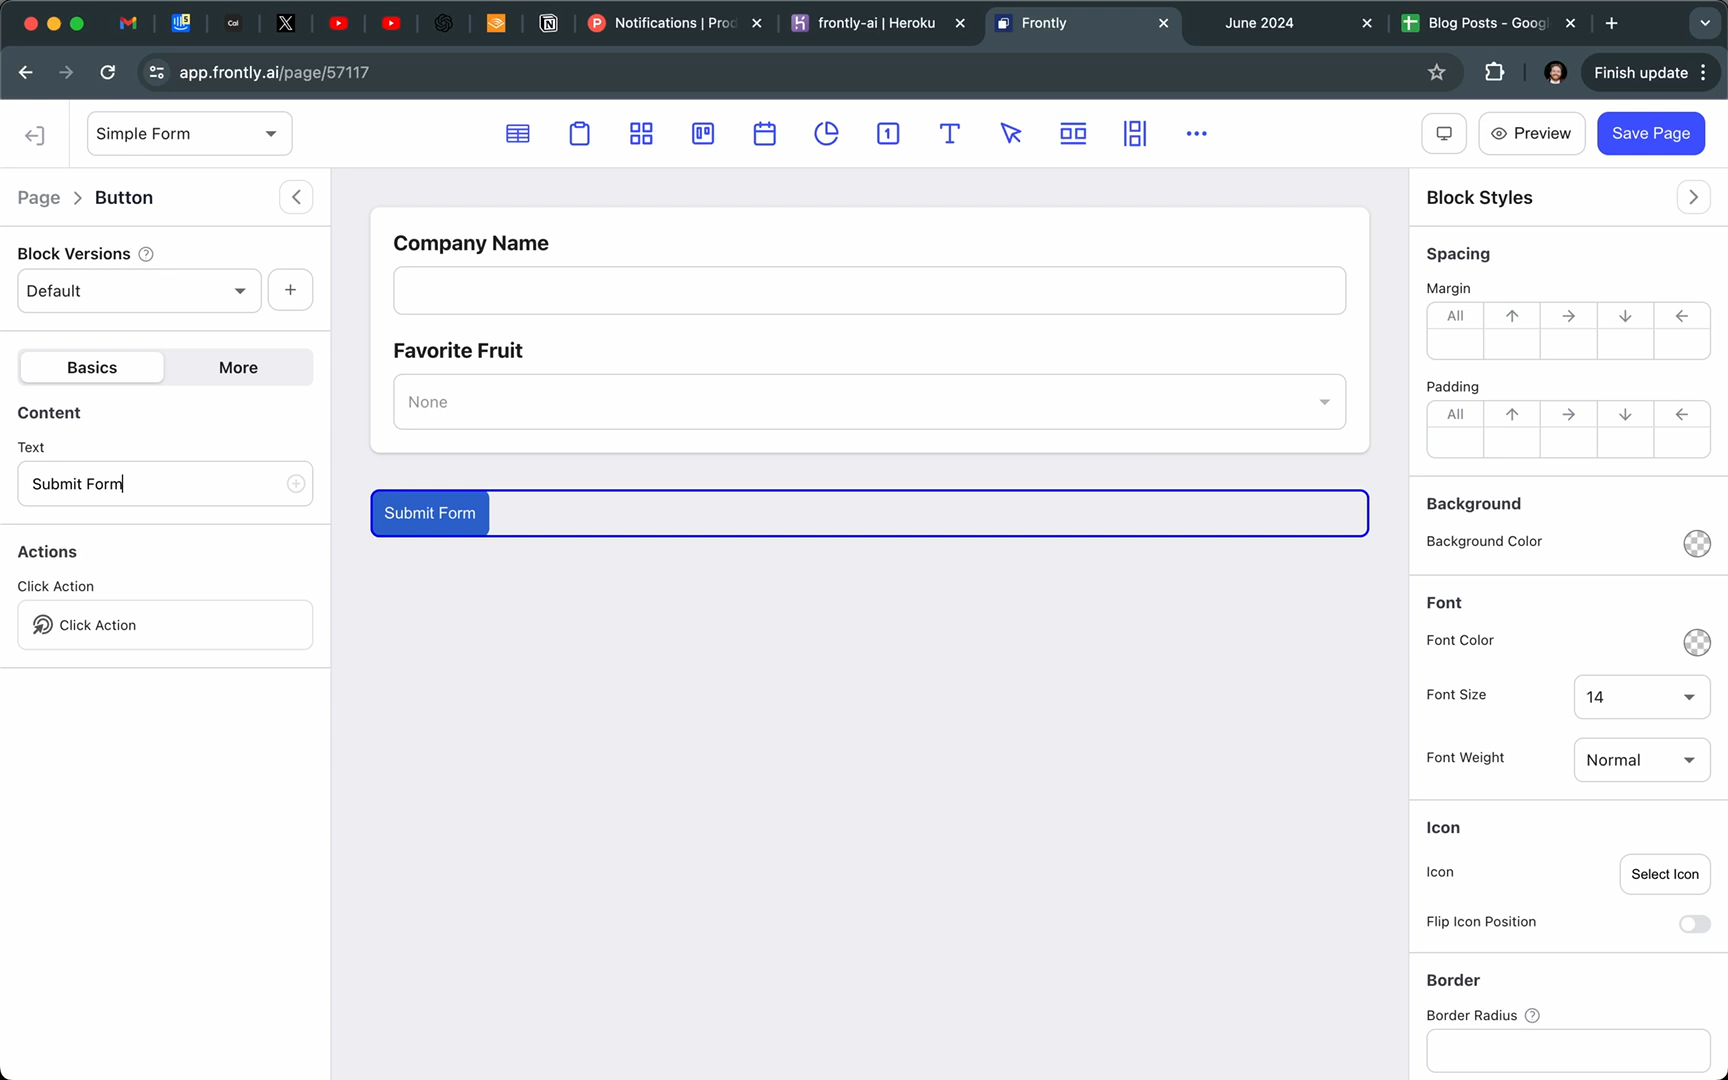 Cal
Notifications | Prod
frontly-ai | Heroku
Frontly
June 2024
Blog Posts - Googl
app.frontly.ai/page/57117
Finish update
Simple Form
1
T
Preview
Save Page
Page > Button
Block Versions ?
Default
+
Basics
More
Content
Text
Submit Form
Actions
Click Action
Click Action
Company Name
Favorite Fruit
None
Submit Form
Block Styles
Spacing
Margin
All
Padding
All
Background
Background Color
Font
Font Color
Font Size
14
Font Weight
Normal
Icon
Icon
Select Icon
Flip Icon Position
Border
Border Radius ?